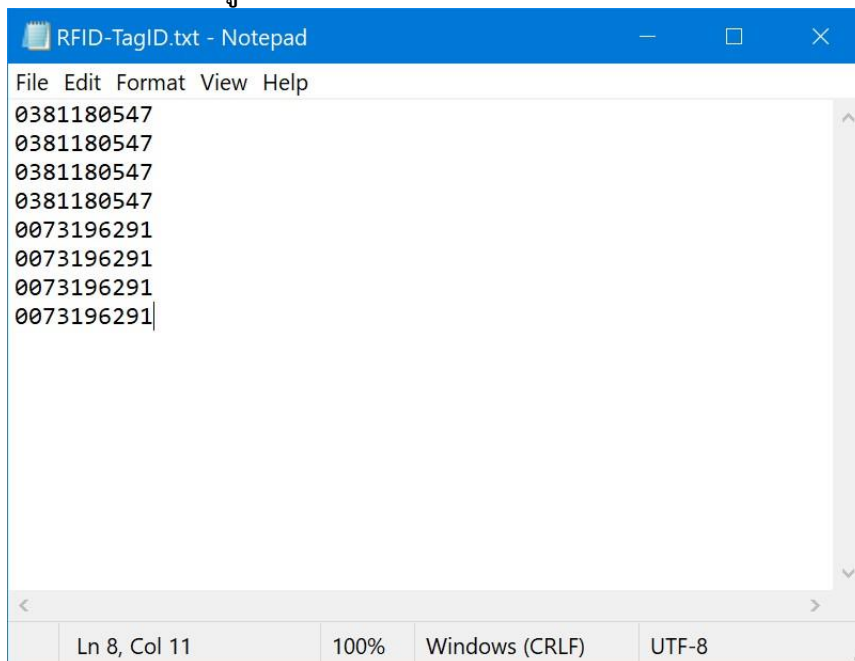 RFID-TagID.txt - Notepad
File Edit Format View Help
0381180547
0381180547
0381180547
0381180547
0073196291
0073196291
0073196291
0073196291
Ln 8, Col 11 100% Windows (CRLF) UTF-8